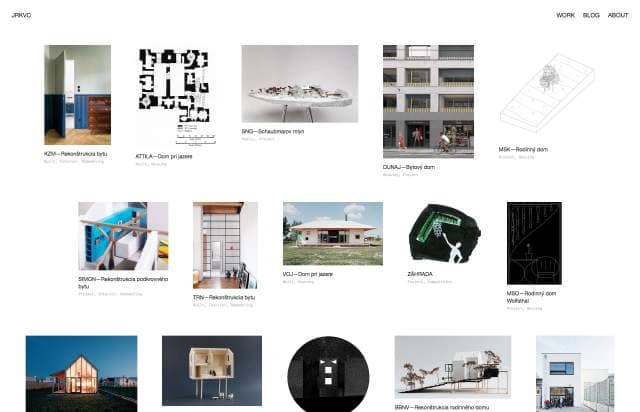 JRKVC
WORK BLOG ABOUT
KZM—Rekonštrukcia bytu
Built, Interior, Remodeling
ATTILA—Dom pri jazere
Built, Housing
SNG—Schaubmarov mlyn
Public, Project
DUNAJ—Bytový dom
Housing, Project
MSK—Rodinný dom
Project, Housing
SIMON—Rekonštrukcia podkrovného
bytu
Project, Interior, Remodeling
TRN—Rekonštrukcia bytu
Built, Interior, Remodeling
VOJ—Dom pri jazere
Built, Housing
ZÁHRADA
Project, Competition
MSO—Rodinný dom
Wolfsthal
Project, Housing
BBNV—Rekonštrukcia rodinného domu